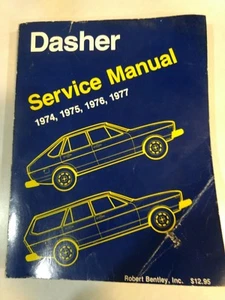 Dasher
Service Manual
1974, 1975, 1976, 1977
Robert Bentley, Inc. $12.95